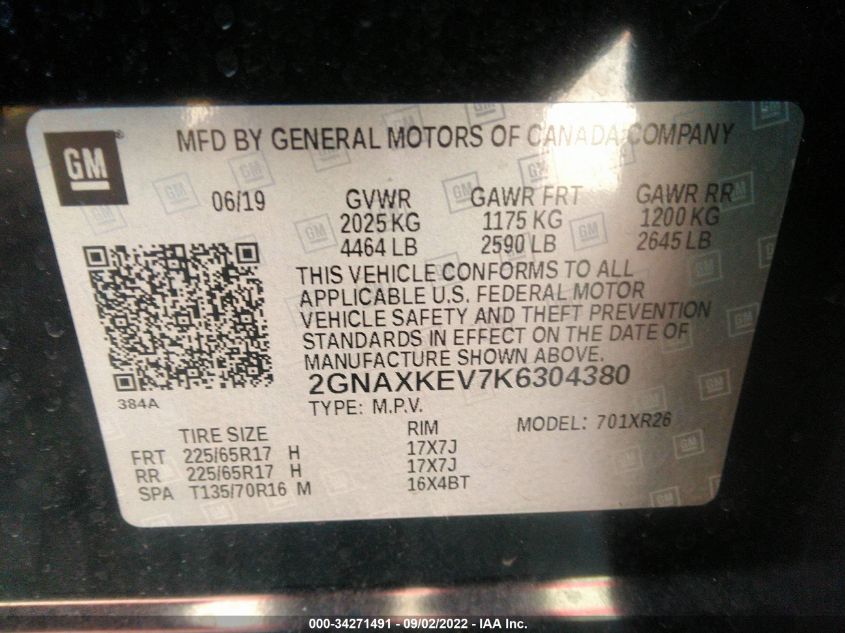 GM
MFD BY GENERAL MOTORS OF CANADA COMPANY
06/19 GVWR GAWR FRT GAWR RR
2025 KG 1175 KG 1200 KG
4464 LB 2590 LB 2645 LB
THIS VEHICLE CONFORMS TO ALL
APPLICABLE U.S. FEDERAL MOTOR
VEHICLE SAFETY AND THEFT PREVENTION
STANDARDS IN EFFECT ON THE DATE OF
MANUFACTURE SHOWN ABOVE.
2GNAXKEV7K6304380
384A
TYPE: M.P.V.
MODEL: 701XR26
TIRE SIZE RIM
FRT 225/65R17 H 17X7J
RR 225/65R17 H 17X7J
SPA T135/70R16 M 16X4BT
000-34271491 - 09/02/2022 - IAA Inc.